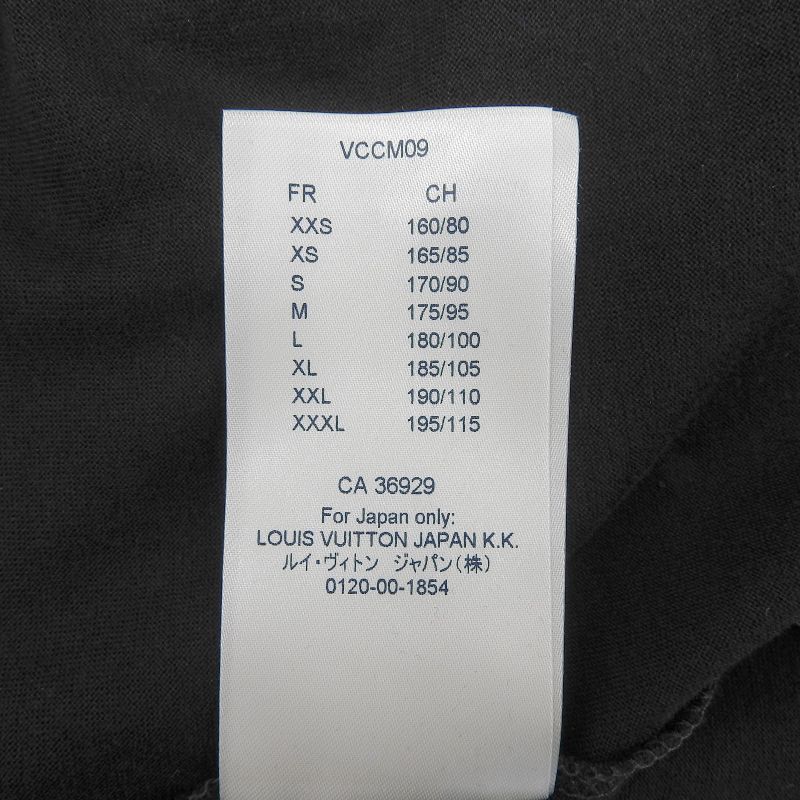 VCCM09
FR CH
XXS 160/80
XS 165/85
S 170/90
M 175/95
L 180/100
XL 185/105
XXL 190/110
XXXL 195/115
CA 36929
For Japan only:
LOUIS VUITTON JAPAN K.K.
ルイ・ヴィトン ジャパン(株)
0120-00-1854